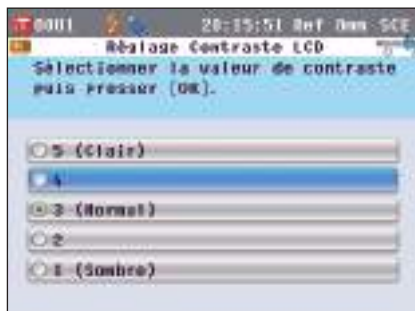 0001 20:15:51 Ref 0mm SCE
Réglage Contraste LCD
Sélectionner la valeur de contraste
puis presser [OK].
5 (Clair)
4
3 (Normal)
2
1 (Sombre)